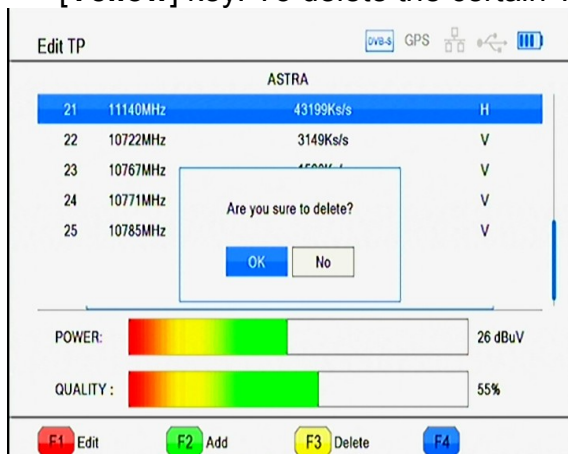 Edit TP DVB-S GPS
ASTRA
21 11140MHz 43199Ks/s H
22 10722MHz 3149Ks/s V
23 10767MHz V
24 10771MHz V
25 10785MHz V
Are you sure to delete?
OK No
POWER: 26 dBuV
QUALITY : 55%
F1 Edit F2 Add F3 Delete F4